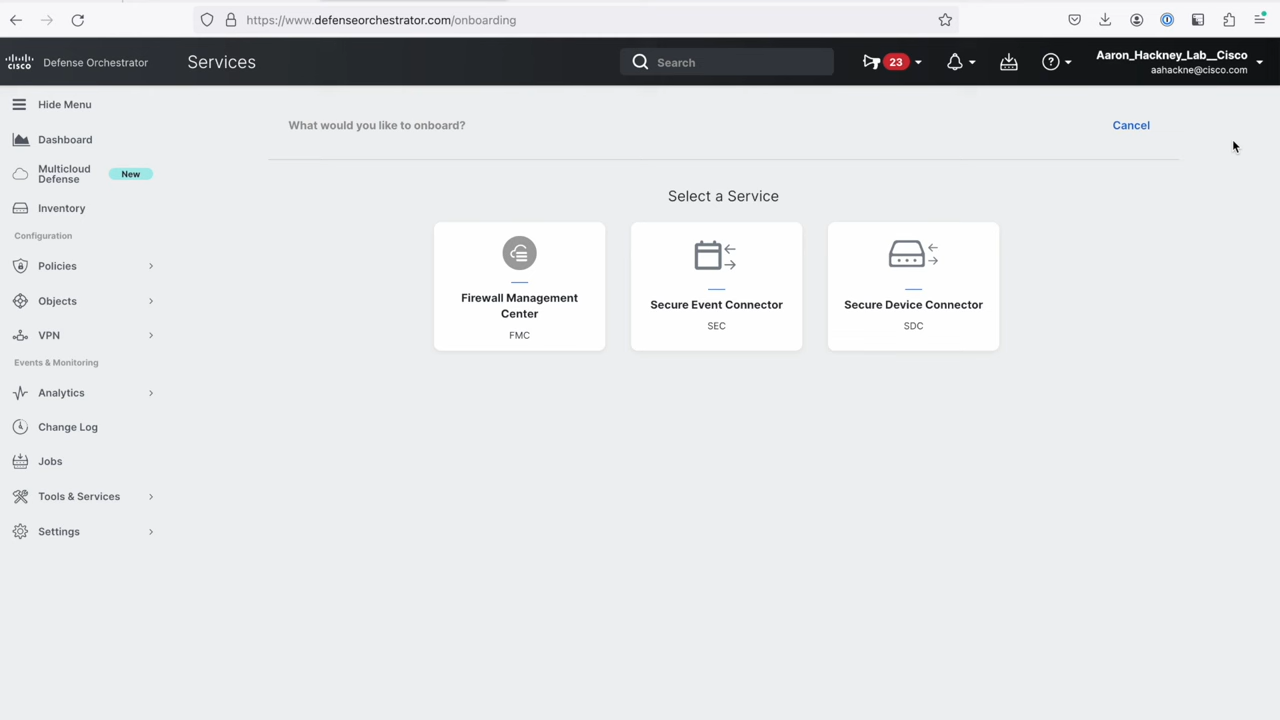 https://www.defenseorchestrator.com/onboarding
cisco
Defense Orchestrator
Services
Search
23
Aaron_Hackney_Lab__Cisco
aahackne@cisco.com
Hide Menu
Dashboard
Multicloud
Defense
New
Inventory
Configuration
Policies
Objects
VPN
Events & Monitoring
Analytics
Change Log
Jobs
Tools & Services
Settings
What would you like to onboard?
Cancel
Select a Service
Firewall Management
Center
FMC
Secure Event Connector
SEC
Secure Device Connector
SDC